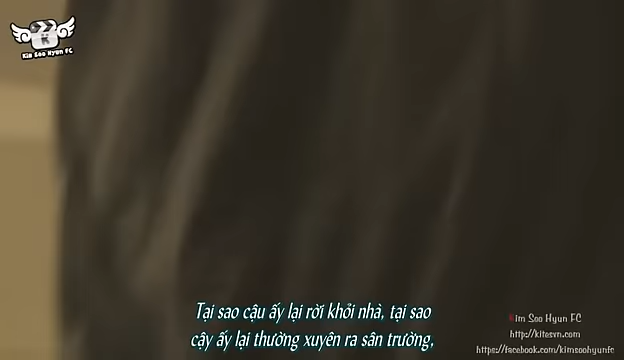 Kim Soo Hyun FC
Tại sao cậu ấy lại rời khỏi nhà, tại sao
cậy ấy lại thường xuyên ra sân trường,
Kim Soo Hyun FC
http://kitesvn.com
https://facebook.com/kimsoohyunfc